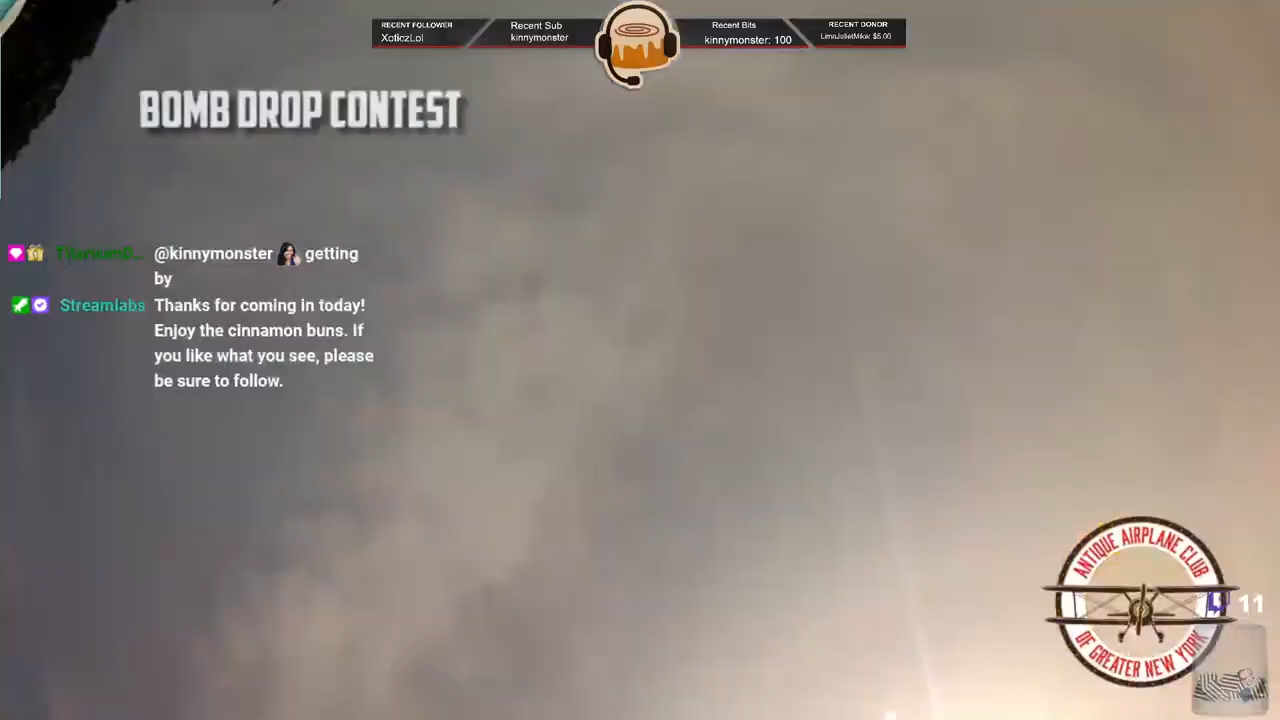 RECENT FOLLOWER
XoticzLol
Recent Sub
kinnymonster
Recent Bits
kinnymonster: 100
RECENT DONOR
LimaJulietMike: $5.00
BOMB DROP CONTEST
@kinnymonster getting
by
Streamlabs Thanks for coming in today!
Enjoy the cinnamon buns. If
you like what you see, please
be sure to follow.
ANTIQUE AIRPLANE CLUB
OF GREATER NEW YORK
11